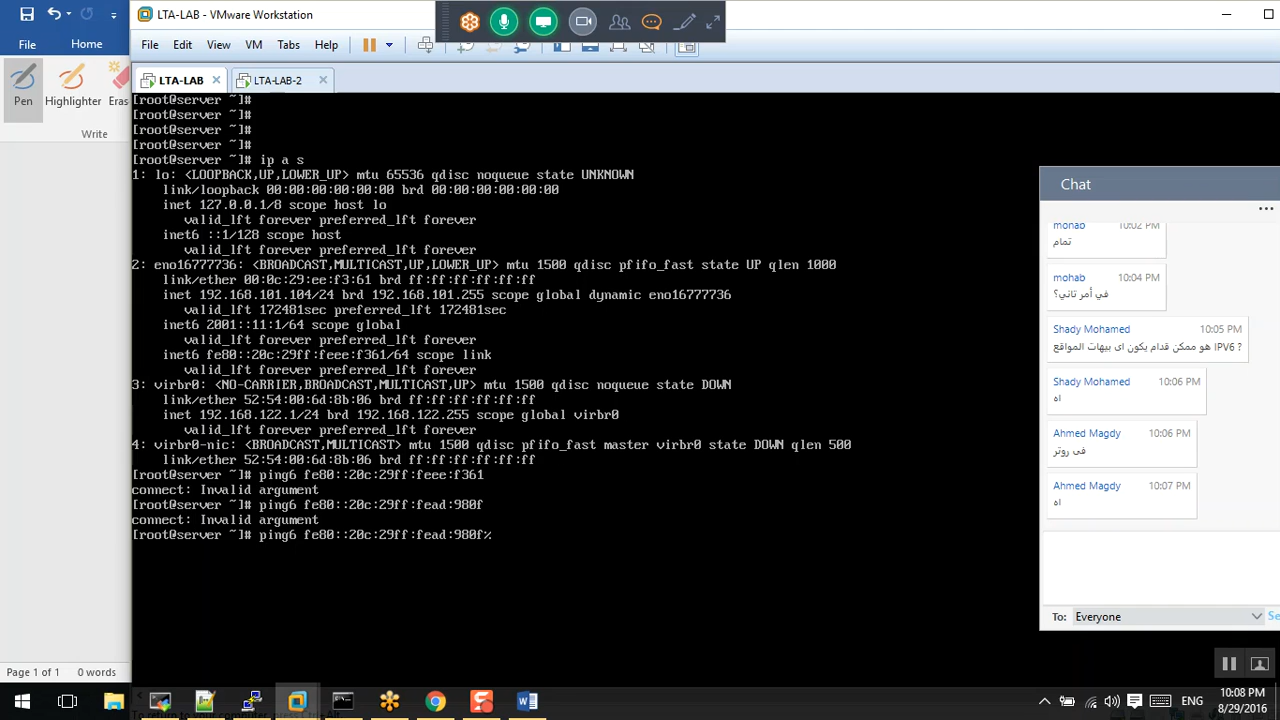 LTA-LAB - VMware Workstation
File Home
File Edit View VM Tabs Help
LTA-LAB
LTA-LAB-2
Pen Highlighter Eras
Write
[root@server ~]#
[root@server ~]#
[root@server ~]#
[root@server ~]#
[root@server ~]# ip a s
1: lo: <LOOPBACK,UP,LOWER_UP> mtu 65536 qdisc noqueue state UNKNOWN
link/loopback 00:00:00:00:00:00 brd 00:00:00:00:00:00
inet 127.0.0.1/8 scope host lo
valid_lft forever preferred_lft forever
inet6 ::1/128 scope host
valid_lft forever preferred_lft forever
2: eno16777736: <BROADCAST,MULTICAST,UP,LOWER_UP> mtu 1500 qdisc pfifo_fast state UP qlen 1000
link/ether 00:0c:29:ee:f3:61 brd ff:ff:ff:ff:ff:ff
inet 192.168.101.104/24 brd 192.168.101.255 scope global dynamic eno16777736
valid_lft 172481sec preferred_lft 172481sec
inet6 2001::11:1/64 scope global
valid_lft forever preferred_lft forever
inet6 fe80::20c:29ff:feee:f361/64 scope link
valid_lft forever preferred_lft forever
3: virbr0: <NO-CARRIER,BROADCAST,MULTICAST,UP> mtu 1500 qdisc noqueue state DOWN
link/ether 52:54:00:6d:8b:06 brd ff:ff:ff:ff:ff:ff
inet 192.168.122.1/24 brd 192.168.122.255 scope global virbr0
valid_lft forever preferred_lft forever
4: virbr0-nic: <BROADCAST,MULTICAST> mtu 1500 qdisc pfifo_fast master virbr0 state DOWN qlen 500
link/ether 52:54:00:6d:8b:06 brd ff:ff:ff:ff:ff:ff
[root@server ~]# ping6 fe80::20c:29ff:feee:f361
connect: Invalid argument
[root@server ~]# ping6 fe80::20c:29ff:fead:980f
connect: Invalid argument
[root@server ~]# ping6 fe80::20c:29ff:fead:980f%
Chat
mohab 10:02 PM
تمام
mohab 10:04 PM
في أمر تاني؟
Shady Mohamed 10:05 PM
هو ممكن قدام يكون اى بيهات المواقع IPV6 ?
Shady Mohamed 10:06 PM
اه
Ahmed Magdy 10:06 PM
فى روتر
Ahmed Magdy 10:07 PM
اه
To: Everyone Se
Page 1 of 1 0 words
ENG
10:08 PM
8/29/2016